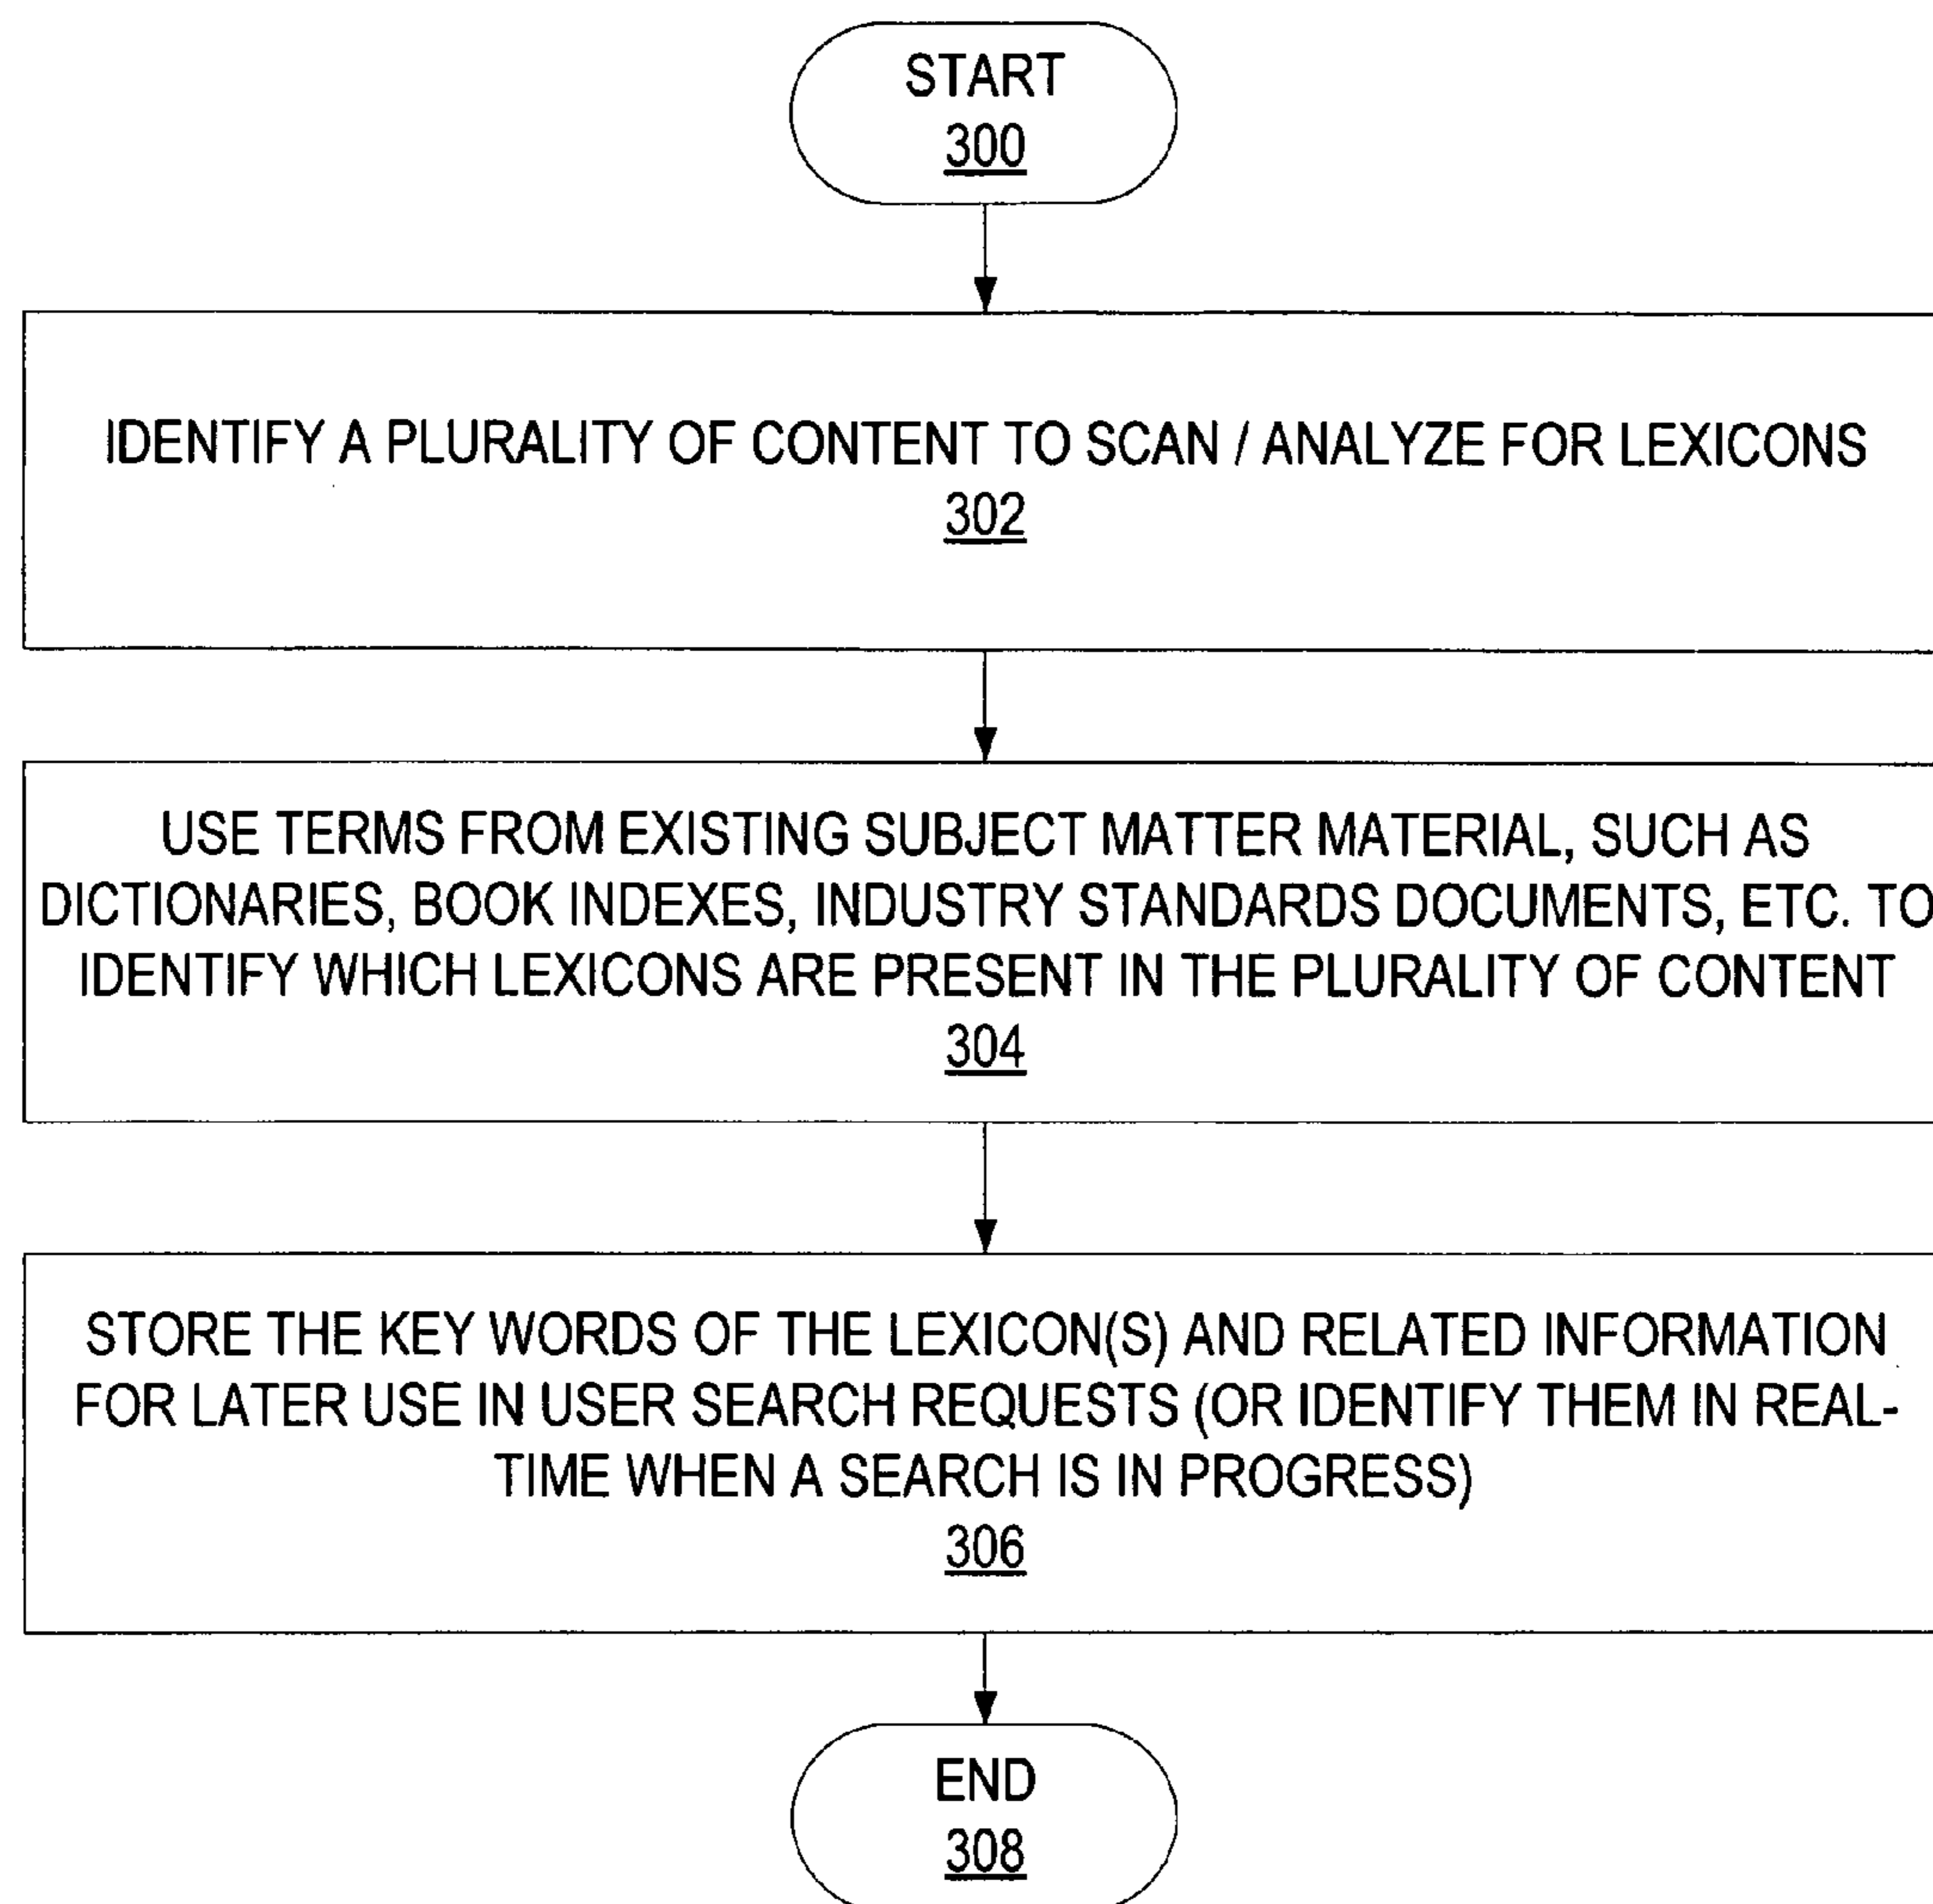 START
300
IDENTIFY A PLURALITY OF CONTENT TO SCAN / ANALYZE FOR LEXICONS
302
USE TERMS FROM EXISTING SUBJECT MATTER MATERIAL, SUCH AS
DICTIONARIES, BOOK INDEXES, INDUSTRY STANDARDS DOCUMENTS, ETC. TO
IDENTIFY WHICH LEXICONS ARE PRESENT IN THE PLURALITY OF CONTENT
304
STORE THE KEY WORDS OF THE LEXICON(S) AND RELATED INFORMATION
FOR LATER USE IN USER SEARCH REQUESTS (OR IDENTIFY THEM IN REAL-
TIME WHEN A SEARCH IS IN PROGRESS)
306
END
308